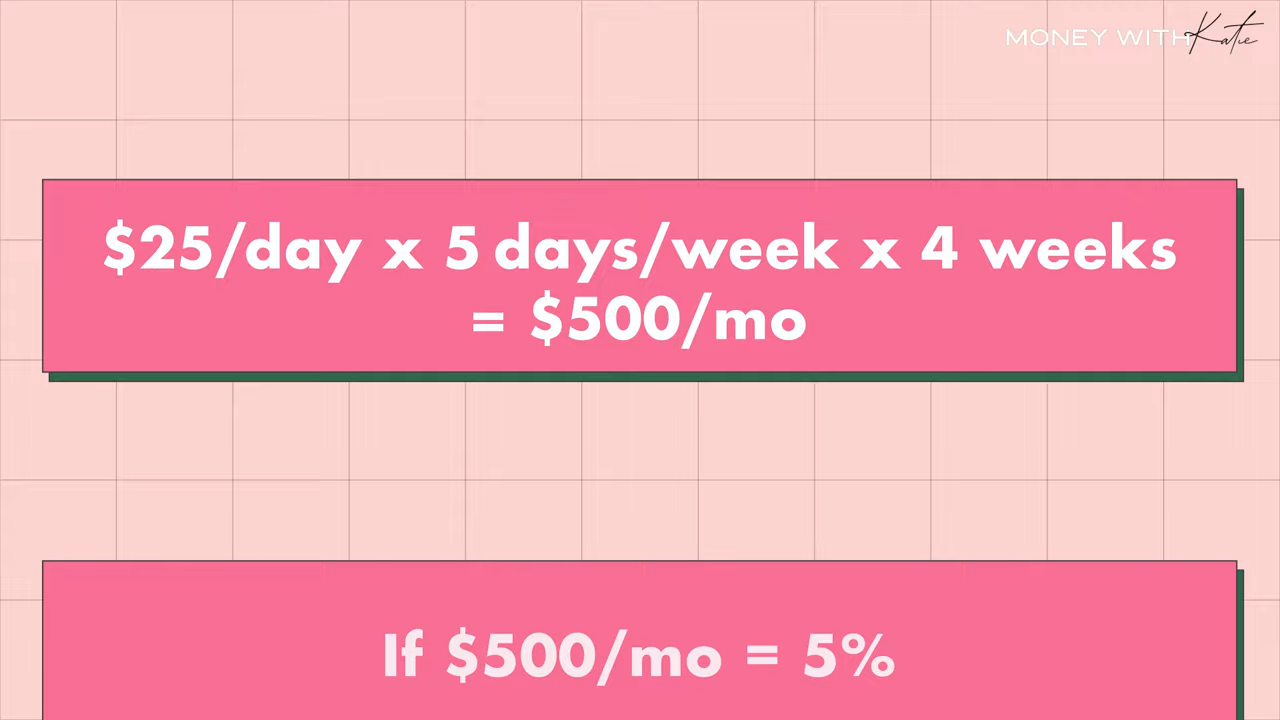 MONEY WITH Katie
$25/day x 5 days/week x 4 weeks
= $500/mo
If $500/mo = 5%